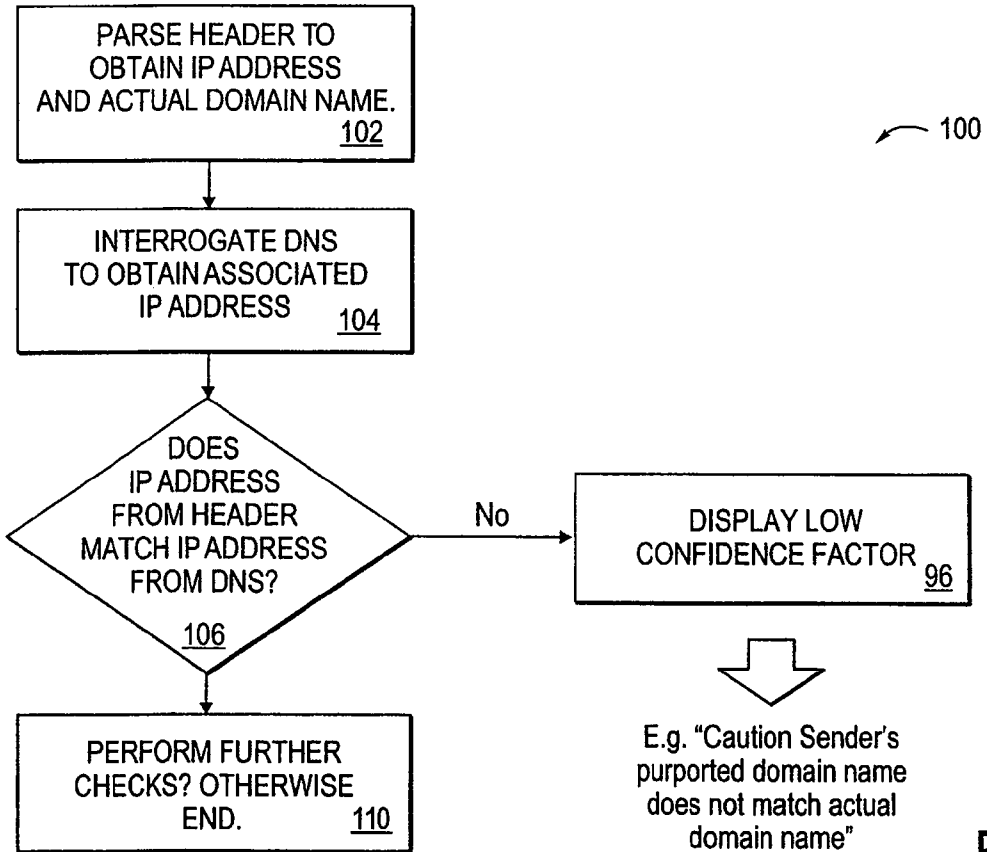 PARSE HEADER TO
OBTAIN IP ADDRESS
AND ACTUAL DOMAIN NAME.
102
100
INTERROGATE DNS
TO OBTAIN ASSOCIATED
IP ADDRESS
104
DOES
IP ADDRESS
FROM HEADER
MATCH IP ADDRESS
FROM DNS?
106
No
DISPLAY LOW
CONFIDENCE FACTOR
96
PERFORM FURTHER
CHECKS? OTHERWISE
END.
110
E.g. “Caution Sender's
purported domain name
does not match actual
domain name”